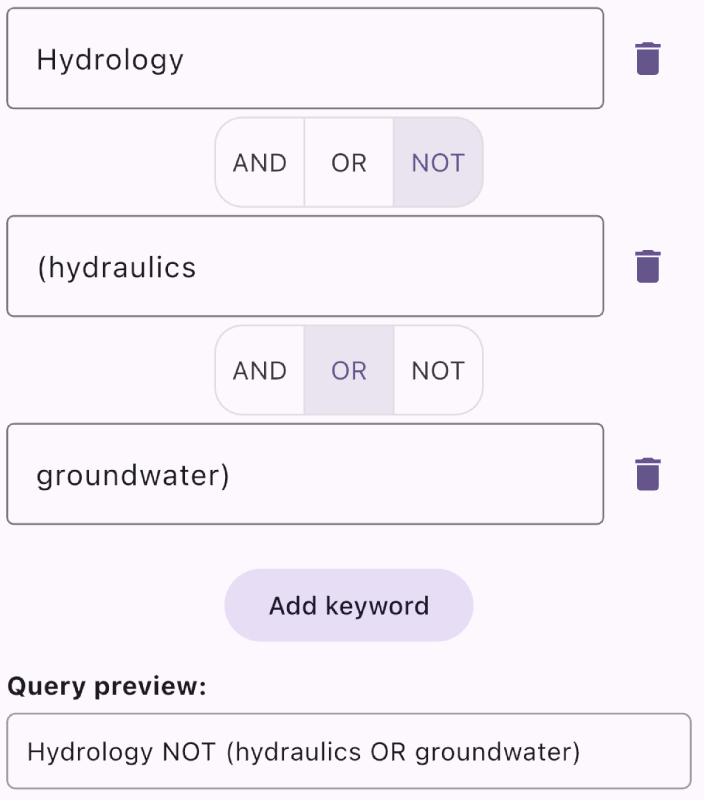 Hydrology
AND OR NOT
(hydraulics
AND OR NOT
groundwater)
Add keyword
Query preview:
Hydrology NOT (hydraulics OR groundwater)